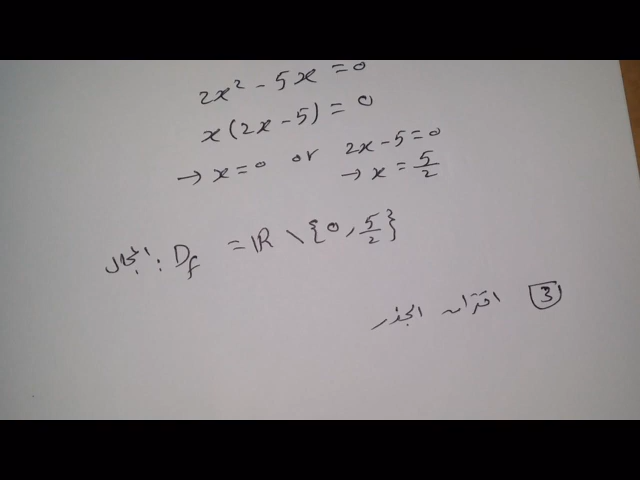 2x² - 5x = 0
x(2x - 5) = 0
→ x = 0 or 2x - 5 = 0
→ x = 5/2
المجال: D_f = ℝ \ {0, 5/2}
3 اقتران الجذر